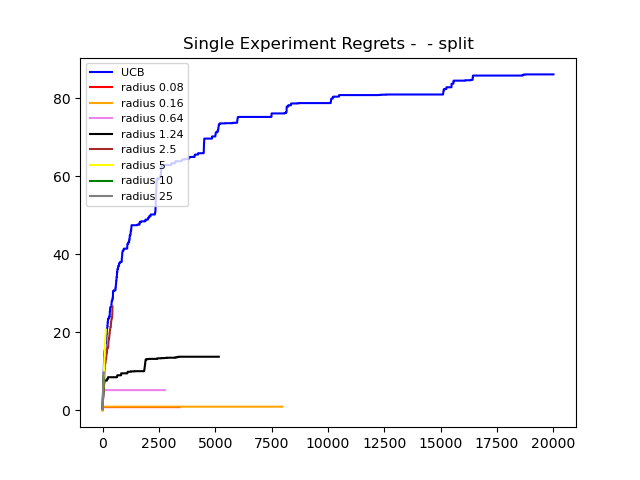 Single Experiment Regrets -  - split
UCB
radius 0.08
radius 0.16
radius 0.64
radius 1.24
radius 2.5
radius 5
radius 10
radius 25
80
60
40
20
0
0 2500 5000 7500 10000 12500 15000 17500 20000